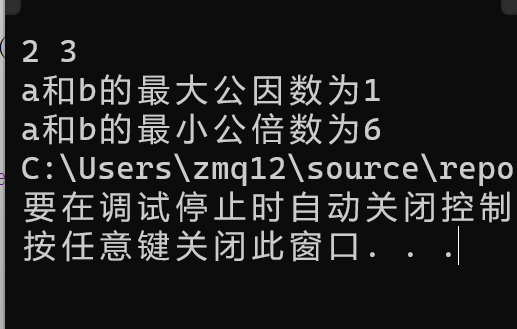 2 3
a和b的最大公因数为1
a和b的最小公倍数为6
C:\Users\zmq12\source\repo
要在调试停止时自动关闭控制
按任意键关闭此窗口. . .